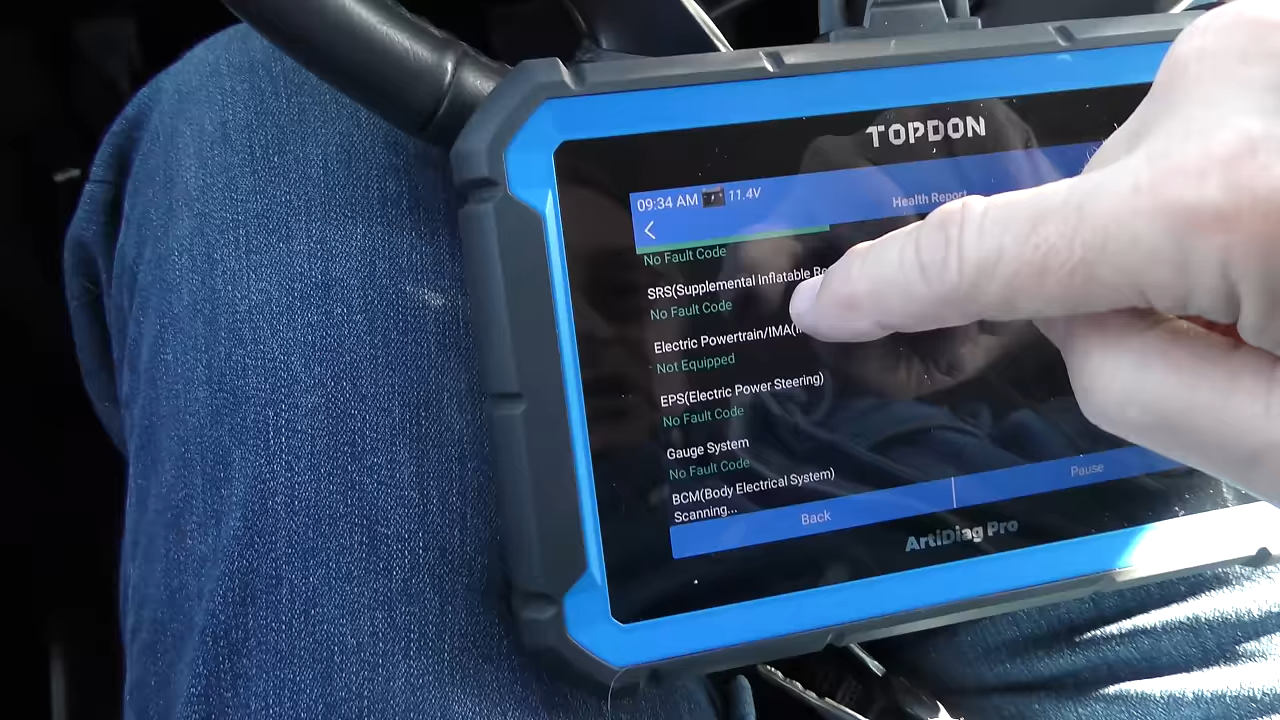 TOPDON
09:34 AM 11.4V
Health Report
No Fault Code
SRS(Supplemental Inflatable
No Fault Code
Electric Powertrain/IMA(
Not Equipped
EPS(Electric Power Steering)
No Fault Code
Gauge System
No Fault Code
BCM(Body Electrical System)
Scanning...
Back
Pause
ArtiDiag Pro